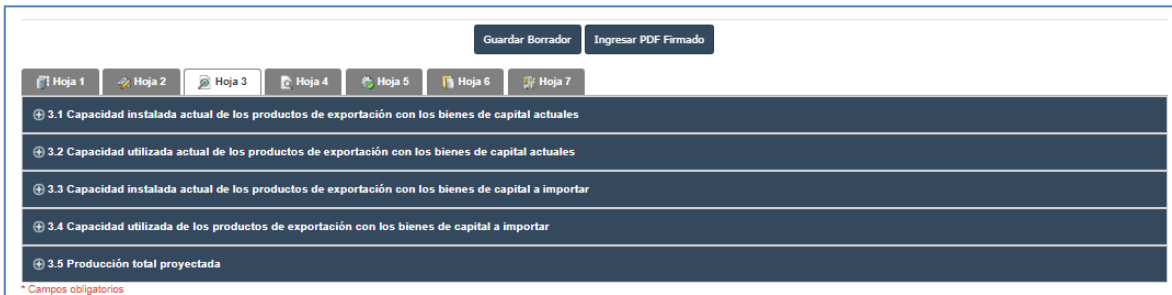 Guardar Borrador Ingresar PDF Firmado
Hoja 1 Hoja 2 Hoja 3 Hoja 4 Hoja 5 Hoja 6 Hoja 7
3.1 Capacidad instalada actual de los productos de exportación con los bienes de capital actuales
3.2 Capacidad utilizada actual de los productos de exportación con los bienes de capital actuales
3.3 Capacidad instalada actual de los productos de exportación con los bienes de capital a importar
3.4 Capacidad utilizada de los productos de exportación con los bienes de capital a importar
3.5 Producción total proyectada
* Campos obligatorios